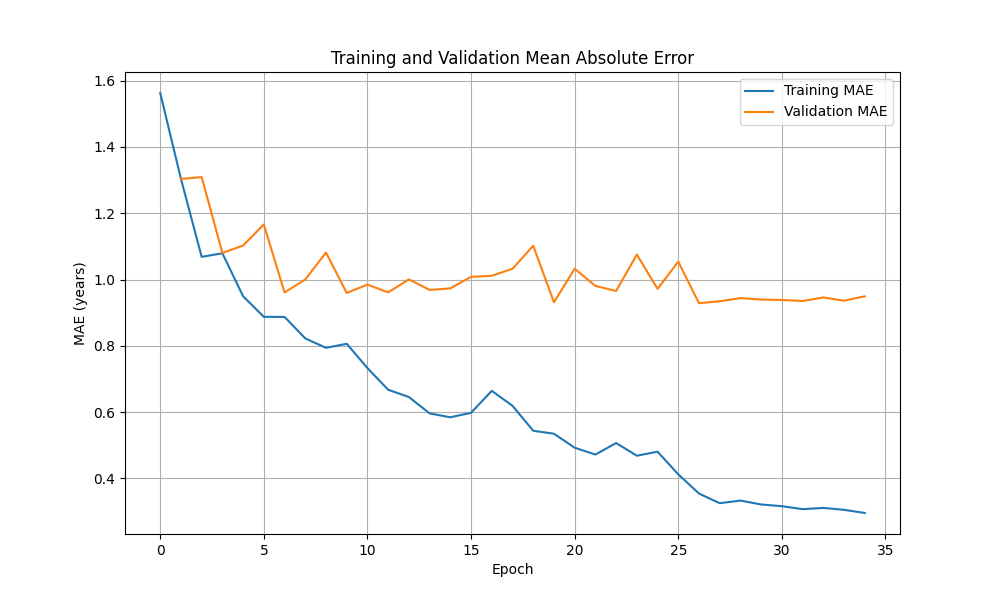 Training and Validation Mean Absolute Error
Training MAE
Validation MAE
MAE (years)
1.6
1.4
1.2
1.0
0.8
0.6
0.4
0 5 10 15 20 25 30 35
Epoch